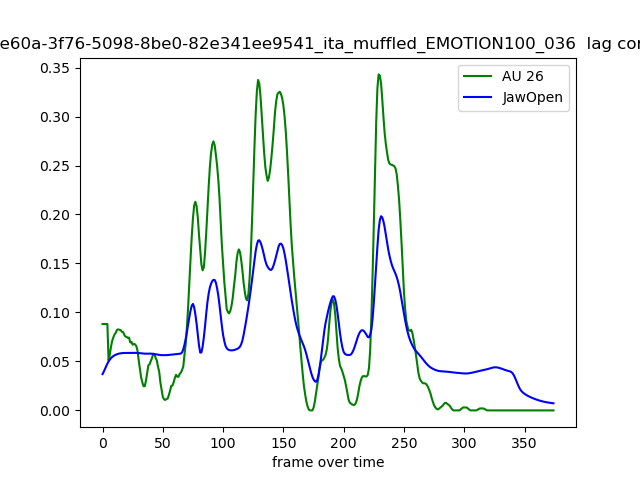 e60a-3f76-5098-8be0-82e341ee9541_ita_muffled_EMOTION100_036 lag
AU 26
JawOpen
0.35
0.30
0.25
0.20
0.15
0.10
0.05
0.00
0 50 100 150 200 250 300 350
frame over time